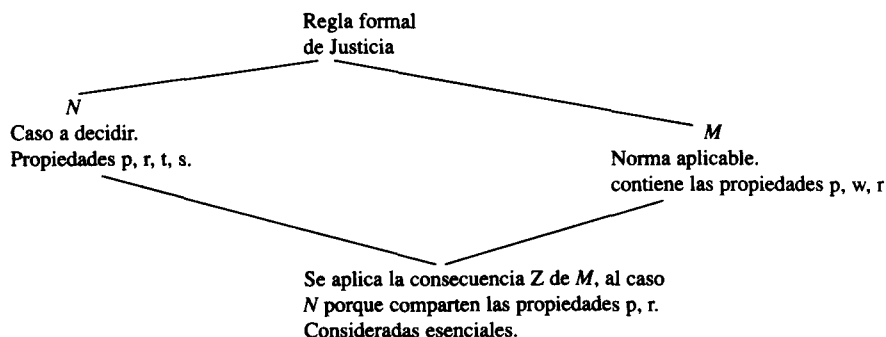 Regla formal
de Justicia
N
Caso a decidir.
Propiedades p, r, t, s.
M
Norma aplicable.
contiene las propiedades p, w, r
Se aplica la consecuencia Z de M, al caso
N porque comparten las propiedades p, r.
Consideradas esenciales.